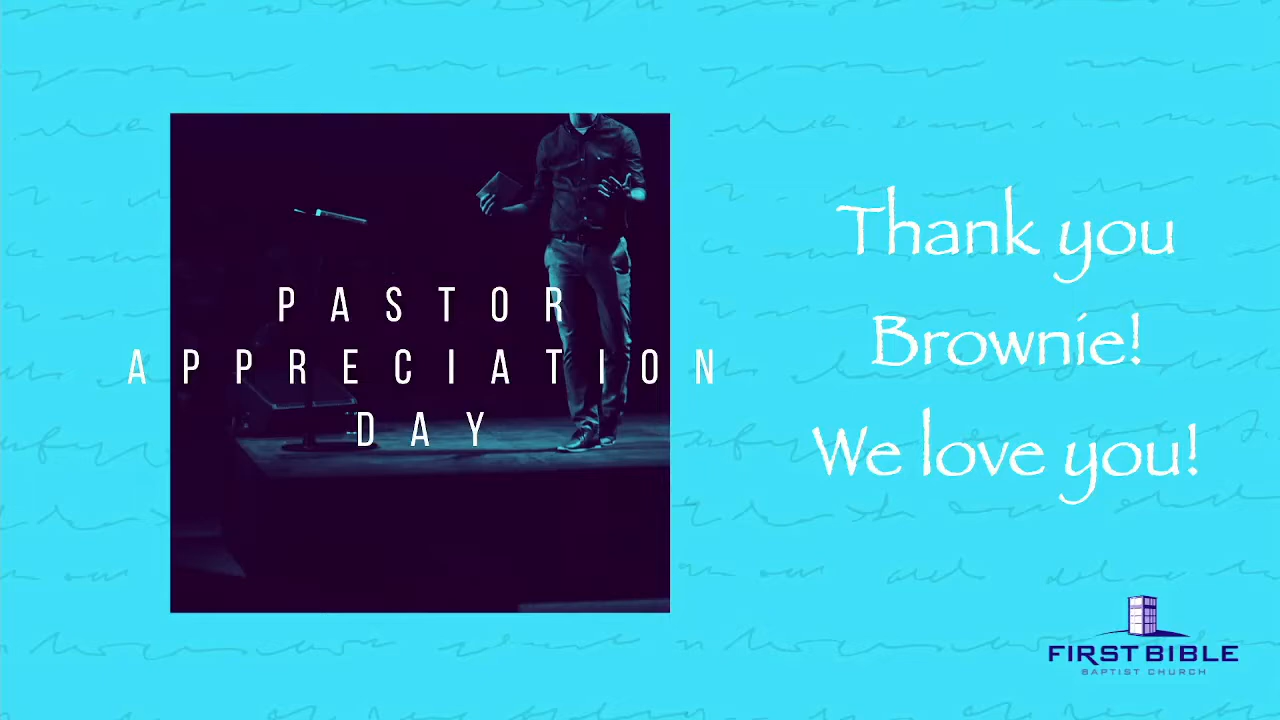 PASTOR
APPRECIATION
DAY
Thank you
Brownie!
We love you!
FIRST BIBLE
BAPTIST CHURCH